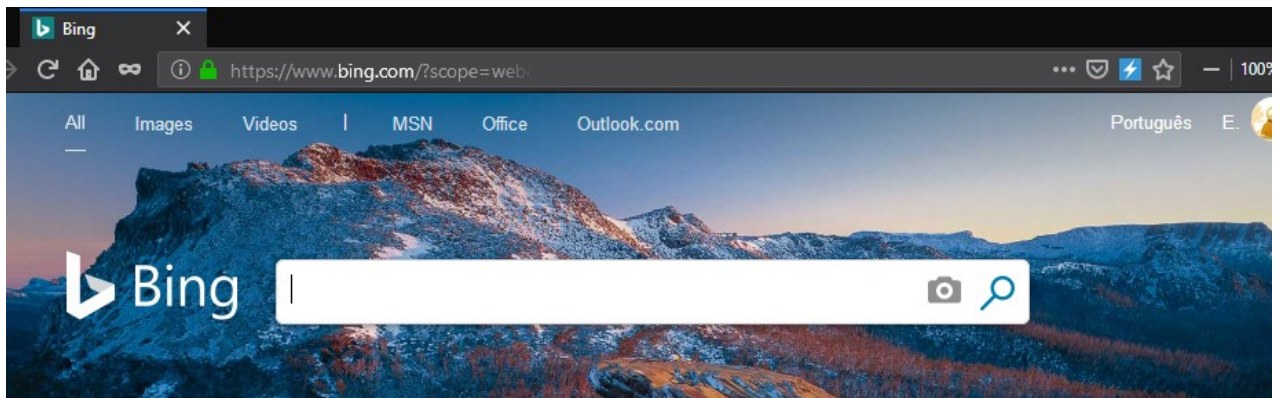 Bing
https://www.bing.com/?scope=web
100%
All Images Videos | MSN Office Outlook.com Português E.
Bing